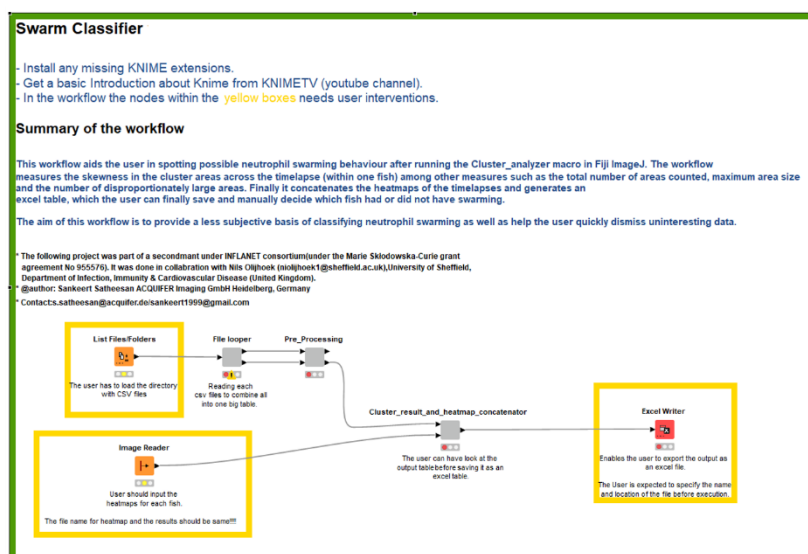 Swarm Classifier
- Install any missing KNIME extensions.
- Get a basic Introduction about Knime from KNIMETV (youtube channel).
- In the workflow the nodes within the yellow boxes needs user interventions.
Summary of the workflow
This workflow aids the user in spotting possible neutrophil swarming behaviour after running the Cluster_analyzer macro in Fiji ImageJ. The workflow
measures the skewness in the cluster areas across the timelapse (within one fish) among other measures such as the total number of areas counted, maximum area size
and the number of disproportionately large areas. Finally it concatenates the heatmaps of the timelapses and generates an
excel table, which the user can finally save and manually decide which fish had or did not have swarming.
The aim of this workflow is to provide a less subjective basis of classifying neutrophil swarming as well as help the user quickly dismiss uninteresting data.
* The following project was part of a secondmant under INFLANET consortium(under the Marie Sklodowska-Curie grant
agreement No 955576). It was done in collabration with Nils Olijhoek (niolijhoek1@sheffield.ac.uk),University of Sheffield,
Department of Infection, Immunity & Cardiovascular Disease (United Kingdom).
* @author: Sankeert Satheesan ACQUIFER Imaging GmbH Heidelberg, Germany
* Contact:s.satheesan@acquifer.de/sankeert1999@gmail.com
List Files/Folders
File looper
Pre_Processing
The user has to load the directory
with CSV files
Reading each
csv files to combine all
into one big table.
Cluster_result_and_heatmap_concatenator
Excel Writer
Image Reader
The user can have look at the
output tablebefore saving it as
an excel table.
Enables the user to export the output as
an excel file.
The User is expected to specify the name
and location of the file before execution.
User should input the
heatmaps for each fish.
The file name for heatmap and the results should be same!!!!